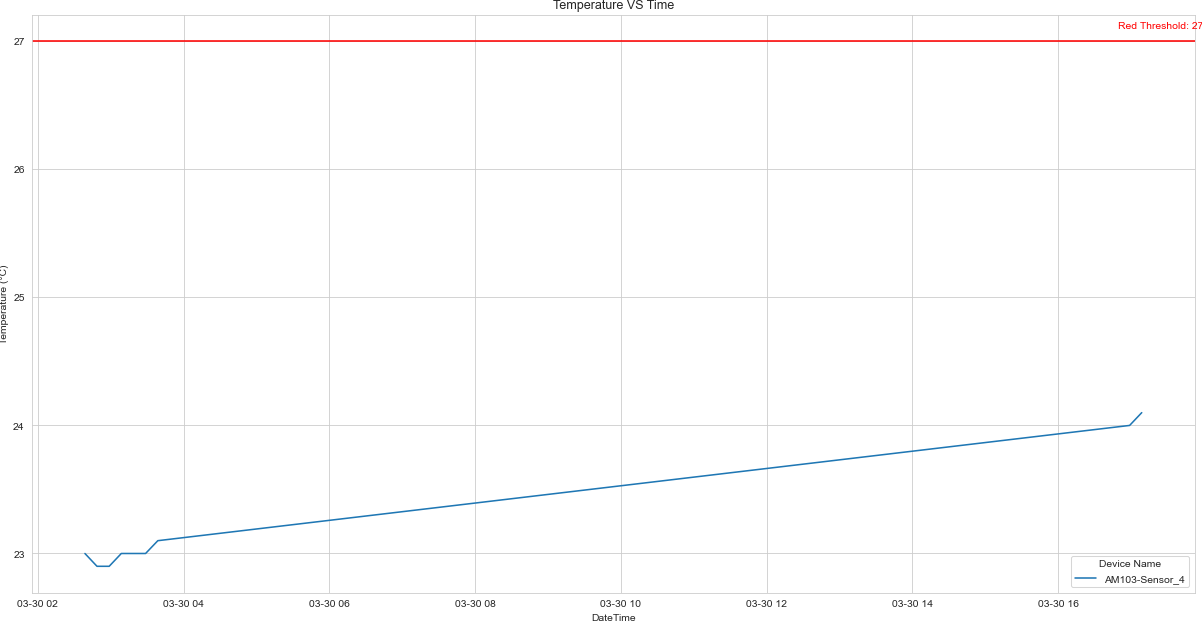 Temperature VS Time
Red Threshold: 27
27
26
25
24
23
Temperature (°C)
Device Name
AM103-Sensor_4
03-30 02
03-30 04
03-30 06
03-30 08
03-30 10
03-30 12
03-30 14
03-30 16
DateTime